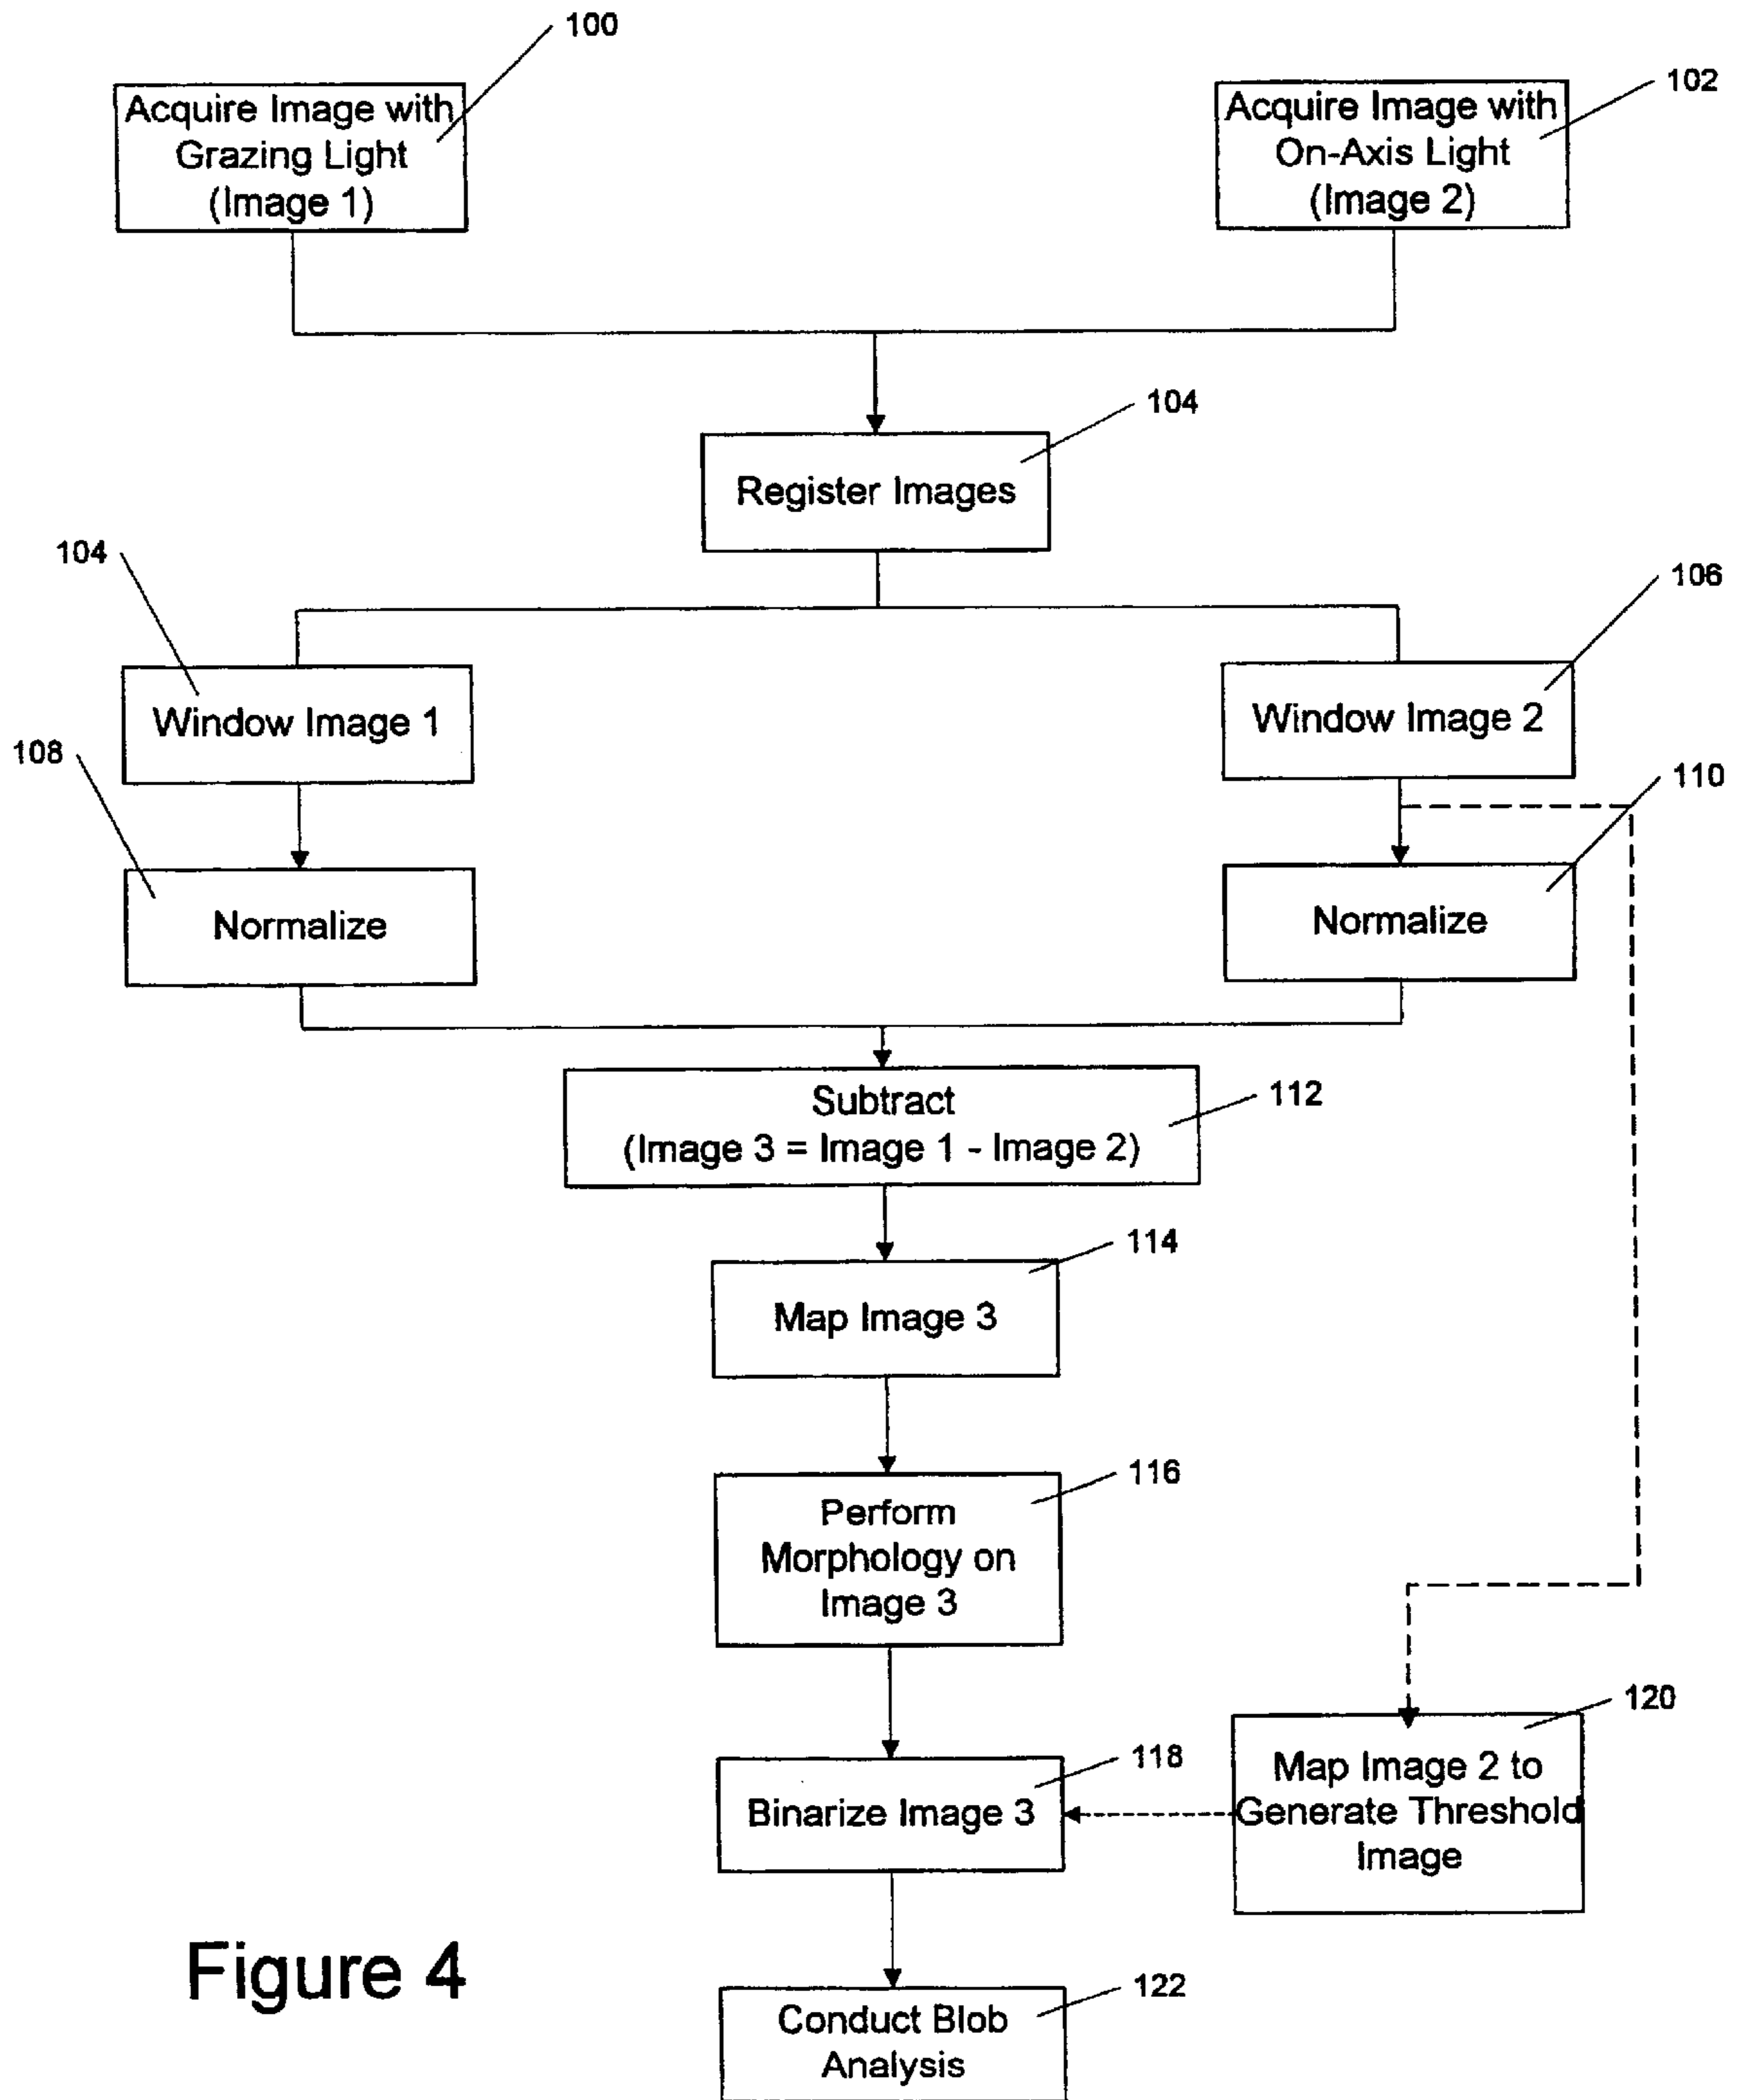 100
Acquire Image with
Grazing Light
(Image 1)
102
Acquire Image with
On-Axis Light
(Image 2)
104
Register Images
104
Window Image 1
106
Window Image 2
108
Normalize
110
Normalize
Subtract
(Image 3 = Image 1 - Image 2)
112
114
Map Image 3
116
Perform
Morphology on
Image 3
118
Binarize Image 3
120
Map Image 2 to
Generate Threshold
Image
122
Conduct Blob
Analysis
Figure 4